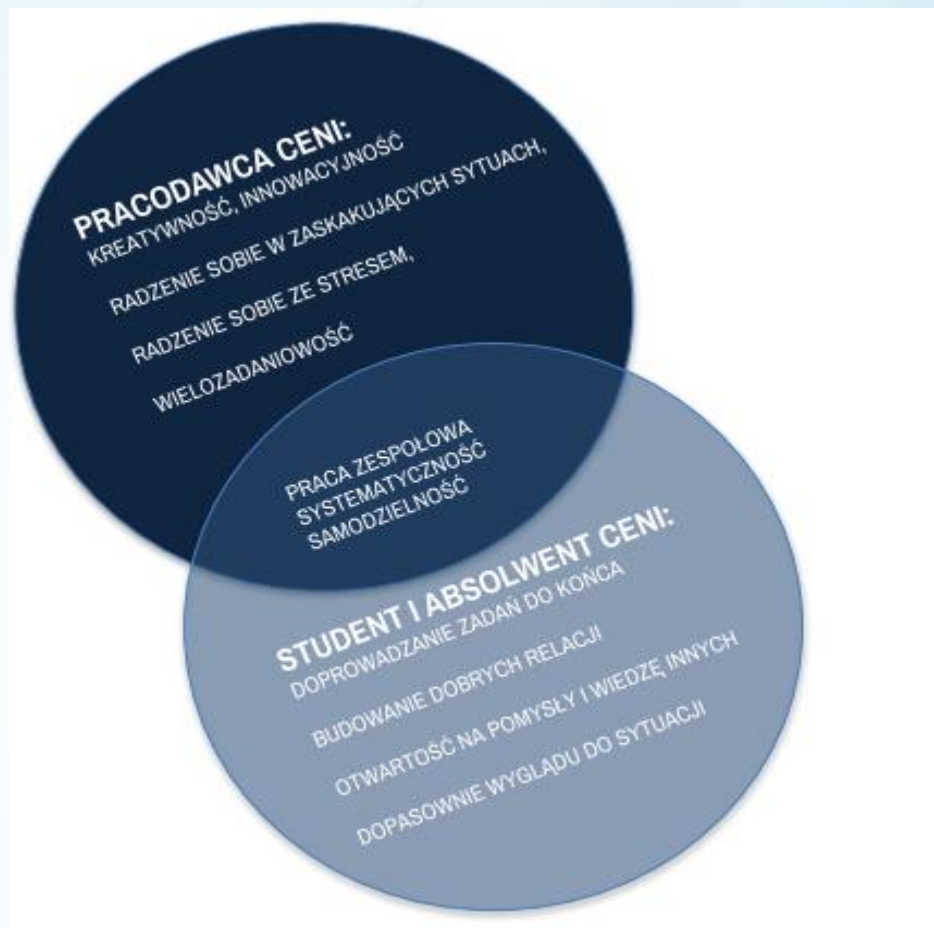 PRACODAWCA CENI:
KREATYWNOŚĆ, INNOWACYJNOŚĆ
RADZENIE SOBIE W ZASKAKUJĄCYCH SYTUACH,
RADZENIE SOBIE ZE STRESEM,
WIELOZADANIOWOŚĆ
PRACA ZESPOŁOWA
SYSTEMATYCZNOŚĆ
SAMODZIELNOŚĆ
STUDENT I ABSOLWENT CENI:
DOPROWADZANIE ZADAŃ DO KOŃCA
BUDOWANIE DOBRYCH RELACJI
OTWARTOŚĆ NA POMYSŁY I WIEDZĘ INNYCH
DOPASOWNIE WYGLĄDU DO SYTUACJI